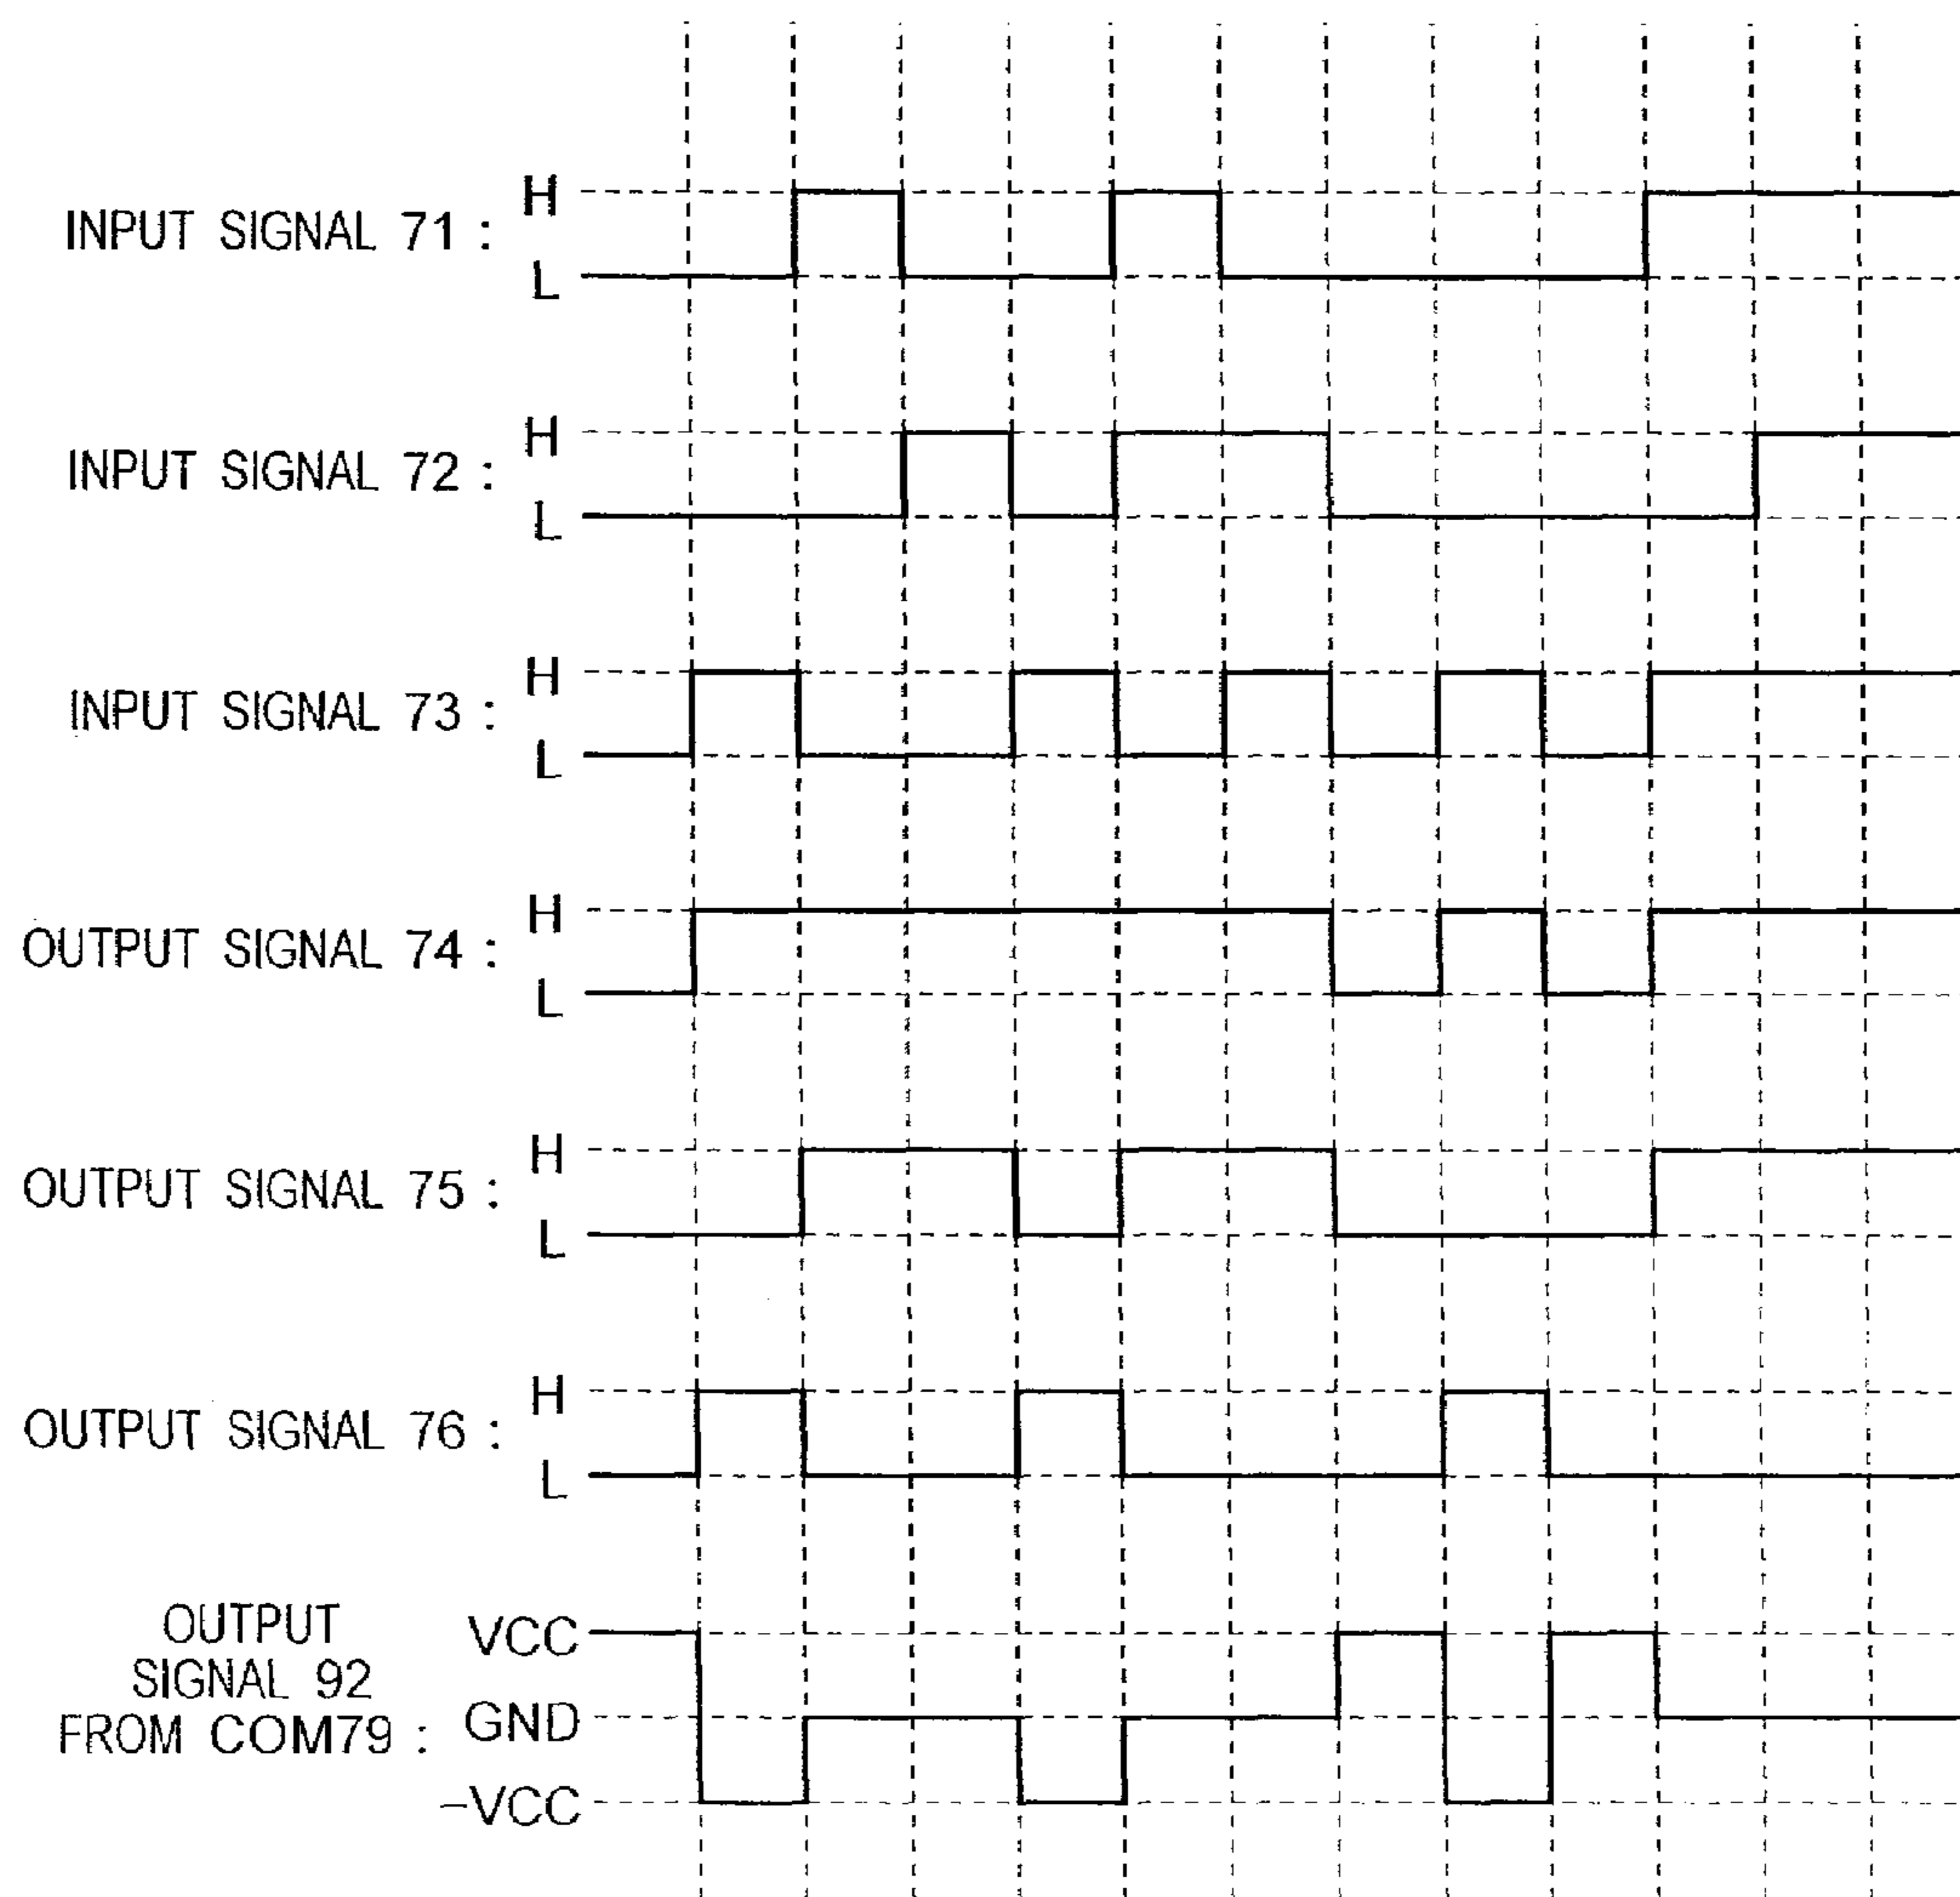 H
INPUT SIGNAL 71 :
L
H
INPUT SIGNAL 72 :
L
H
INPUT SIGNAL 73 :
L
H
OUTPUT SIGNAL 74 :
L
H
OUTPUT SIGNAL 75 :
L
H
OUTPUT SIGNAL 76 :
L
OUTPUT
SIGNAL 92
FROM COM79 :
VCC
GND
-VCC